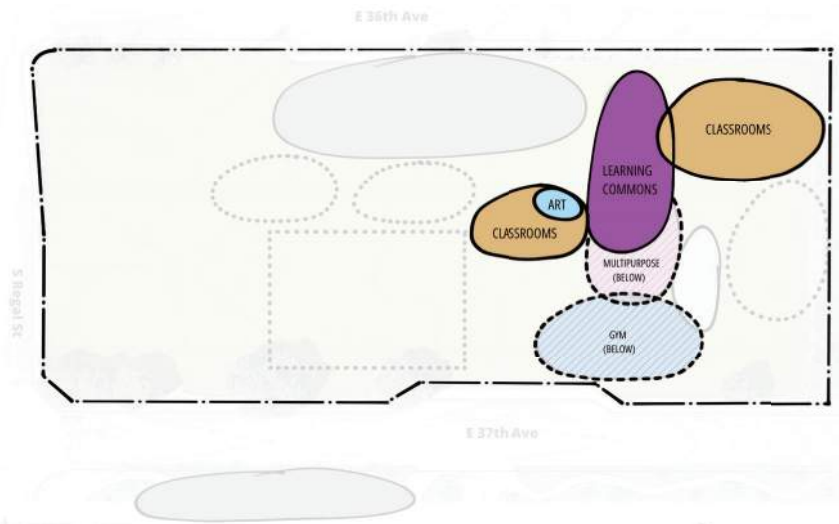 E 36th Ave
CLASSROOMS
LEARNING
COMMONS
ART
CLASSROOMS
MULTIPURPOSE
(BELOW)
GYM
(BELOW)
S Regal St
E 37th Ave